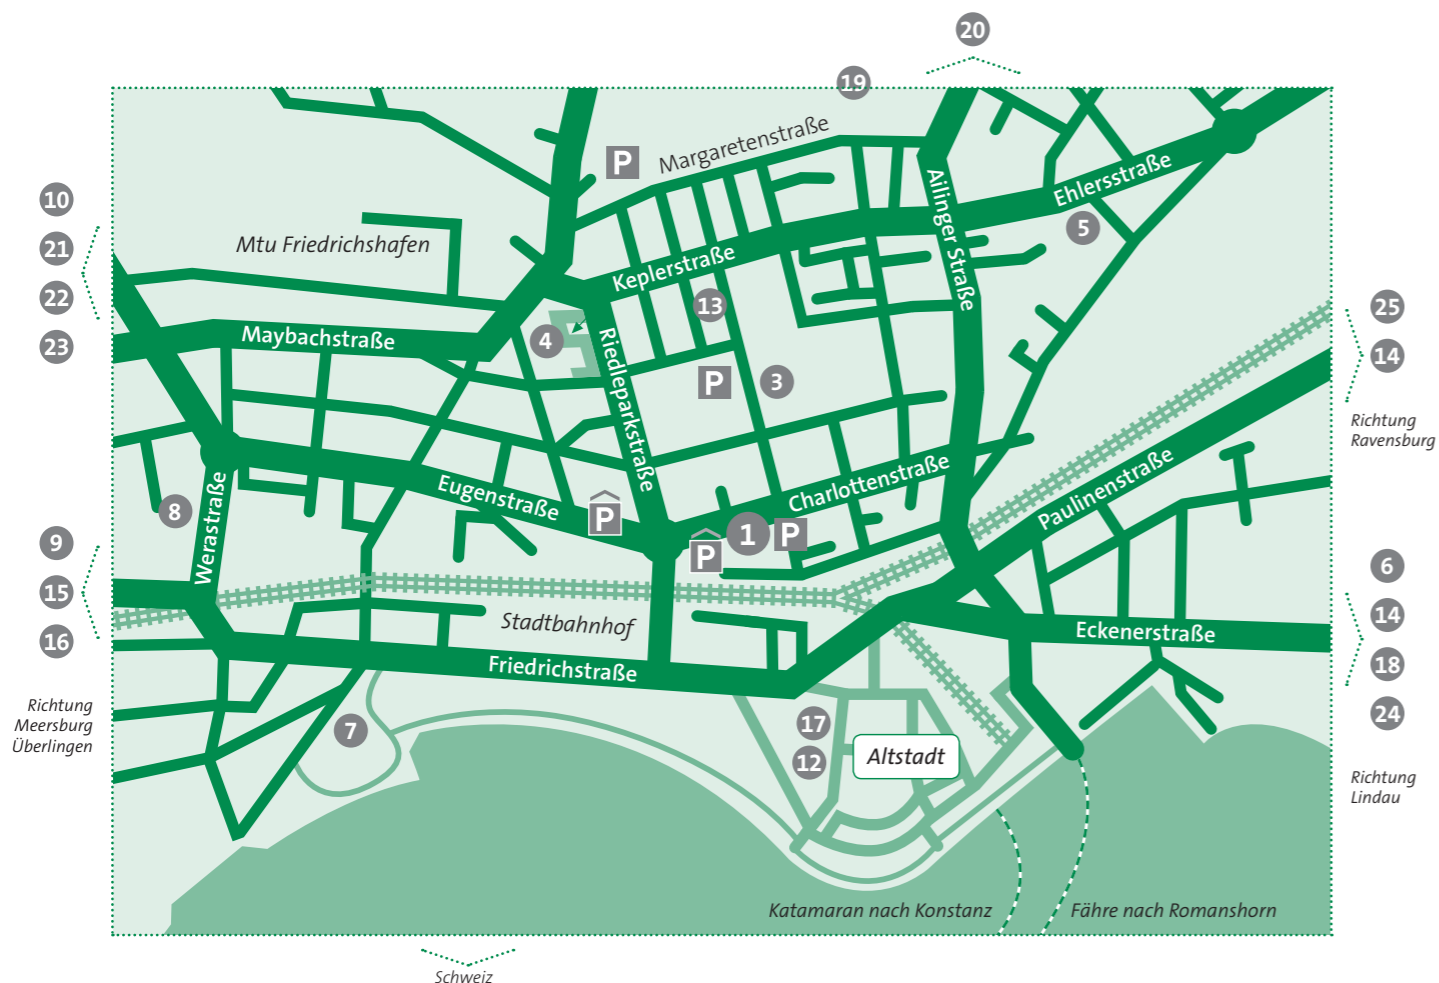 20
19
P
Margaretenstraße
Ailinger Straße
Ehlersstraße
5
10
21
22
23
Mtu Friedrichshafen
Keplerstraße
13
Maybachstraße
4
Riedleparkstraße
P
3
25
14
Richtung
Ravensburg
Eugenstraße
Charlottenstraße
Paulinenstraße
8
Werastraße
P
P
1
P
9
15
16
Stadtbahnhof
Friedrichstraße
Eckenerstraße
6
14
18
24
Richtung
Meersburg
Überlingen
7
17
12
Altstadt
Richtung
Lindau
Katamaran nach Konstanz
Fähre nach Romanshorn
Schweiz